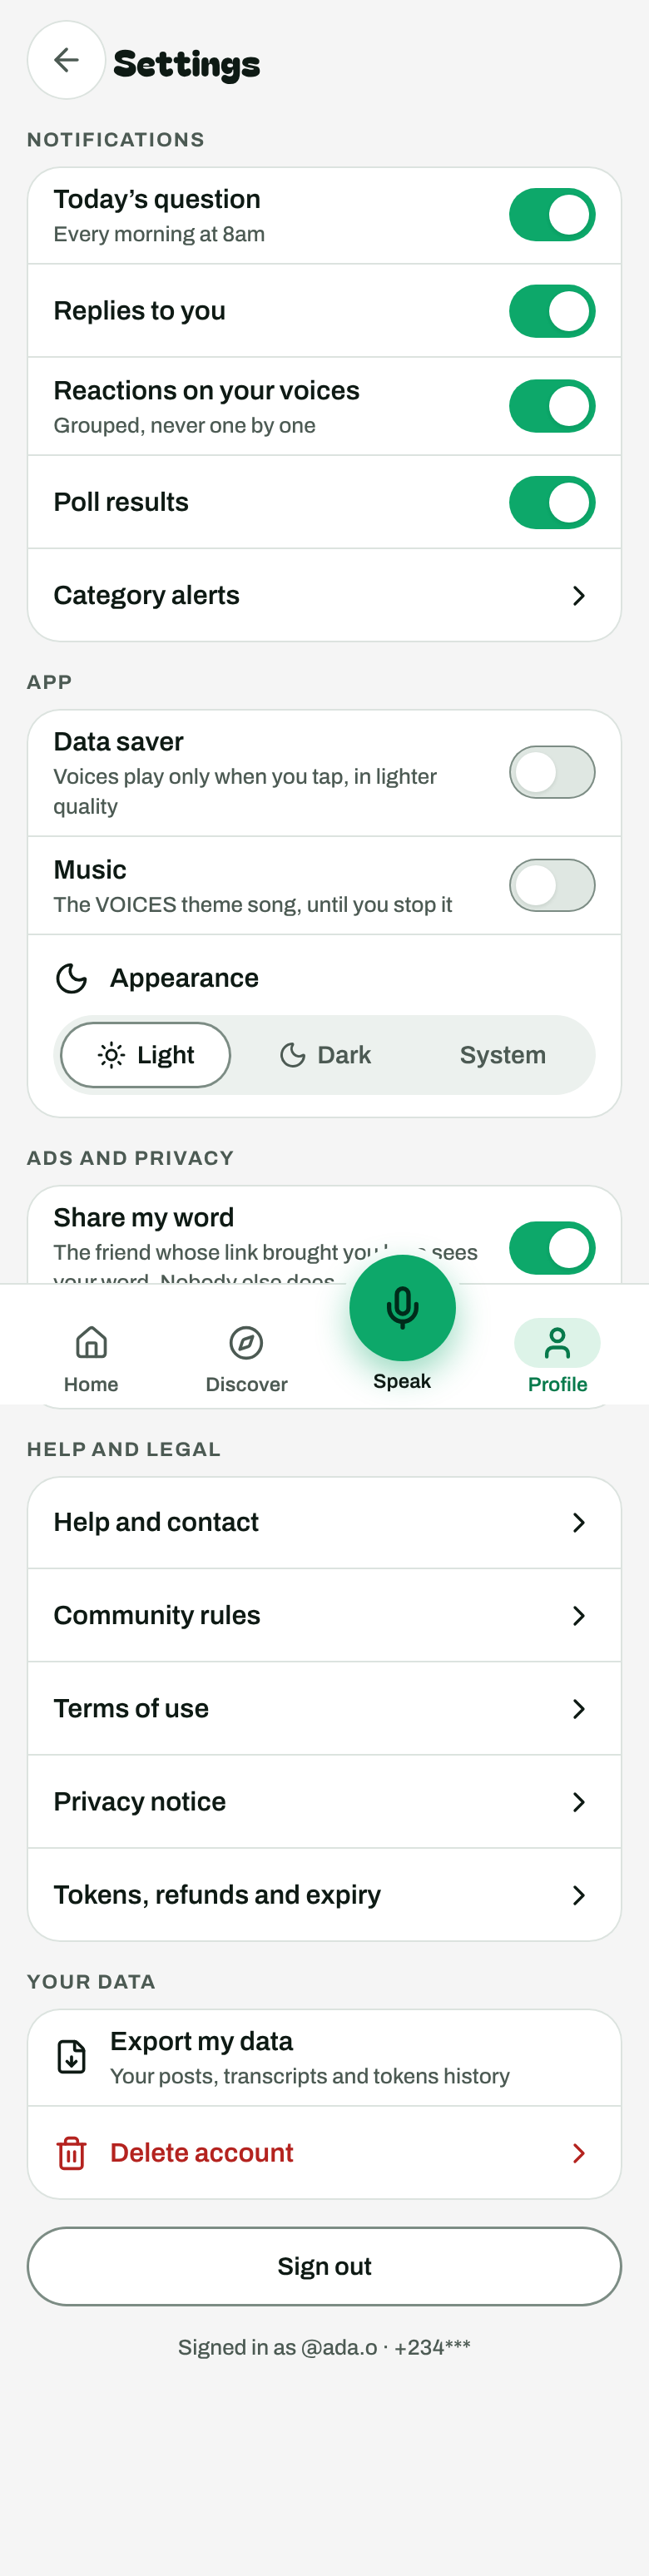 Settings
NOTIFICATIONS
Today’s question
Every morning at 8am
Replies to you
Reactions on your voices
Grouped, never one by one
Poll results
Category alerts
APP
Data saver
Voices play only when you tap, in lighter
quality
Music
The VOICES theme song, until you stop it
Appearance
Light
Dark
System
ADS AND PRIVACY
Share my word
The friend whose link brought you sees
your word. Nobody else does
Home
Discover
Speak
Profile
HELP AND LEGAL
Help and contact
Community rules
Terms of use
Privacy notice
Tokens, refunds and expiry
YOUR DATA
Export my data
Your posts, transcripts and tokens history
Delete account
Sign out
Signed in as @ada.o · +234***